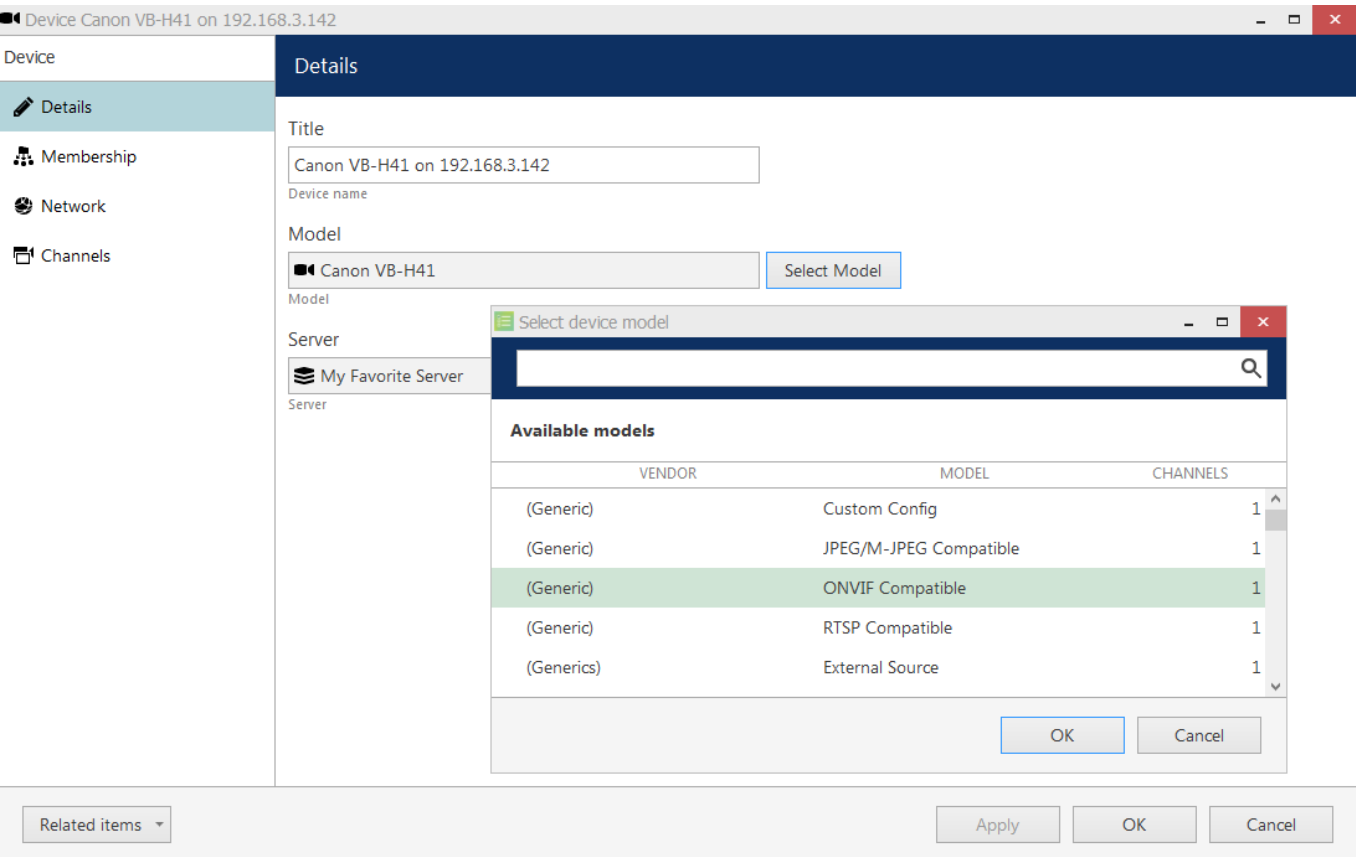 Device Canon VB-H41 on 192.168.3.142
Device
Details
Membership
Network
Channels
Details
Title
Canon VB-H41 on 192.168.3.142
Device name
Model
Canon VB-H41
Select Model
Model
Server
My Favorite Server
Server
Select device model
Available models
VENDOR MODEL CHANNELS
(Generic) Custom Config 1
(Generic) JPEG/M-JPEG Compatible 1
(Generic) ONVIF Compatible 1
(Generic) RTSP Compatible 1
(Generics) External Source 1
OK Cancel
Related items Apply OK Cancel